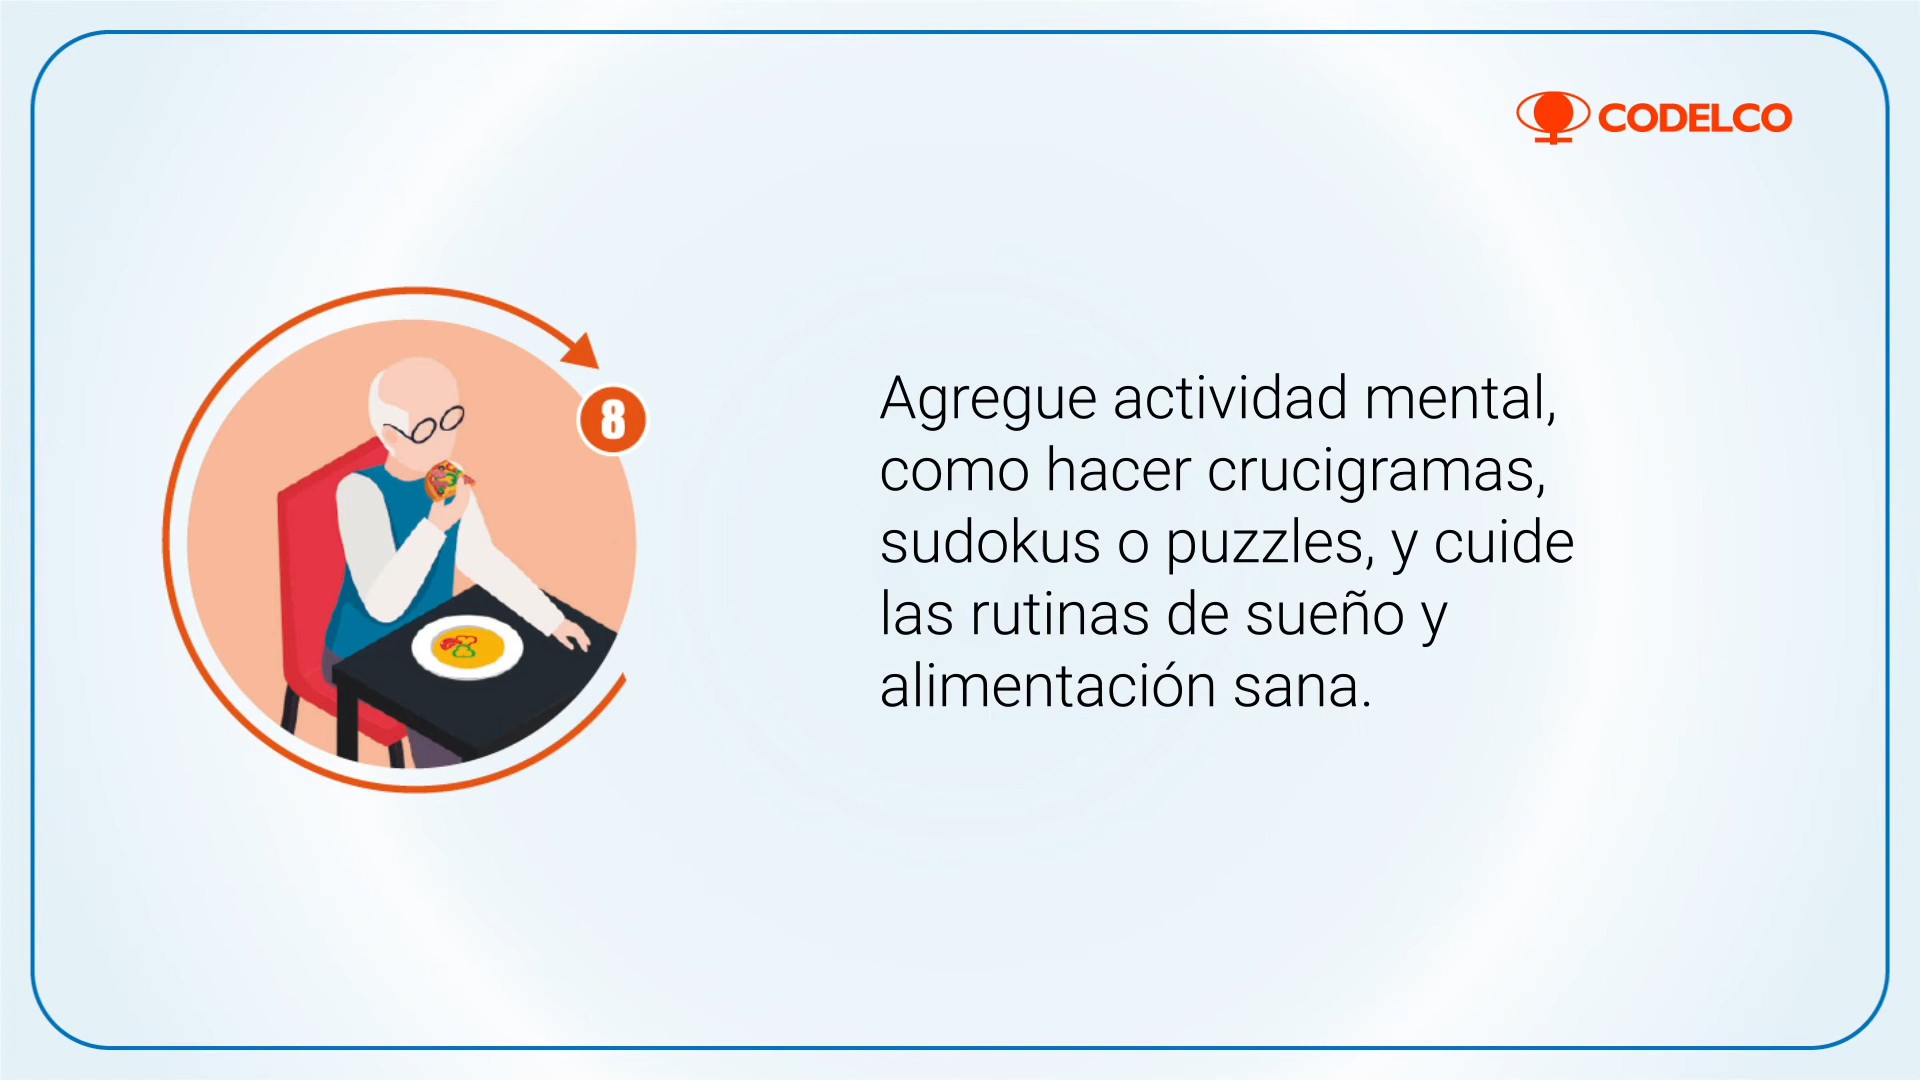 CODELCO
8
Agregue actividad mental,
como hacer crucigramas,
sudokus o puzzles, y cuide
las rutinas de sueño y
alimentación sana.